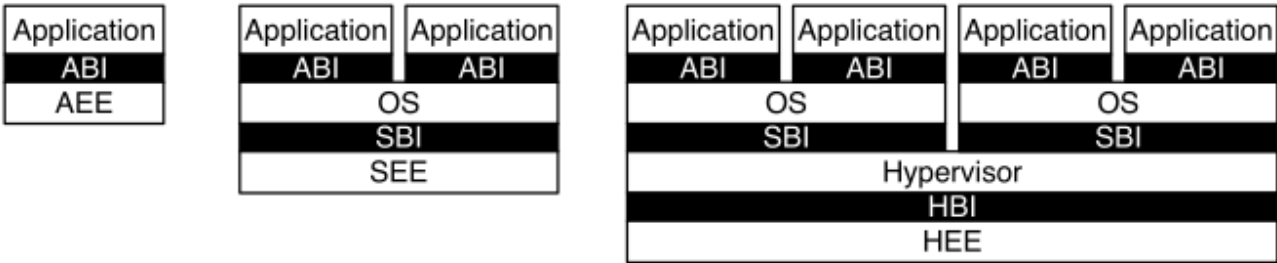 Application
ABI
AEE
Application Application
ABI ABI
OS
SBI
SEE
Application Application Application Application
ABI ABI ABI ABI
OS OS
SBI SBI
Hypervisor
HBI
HEE